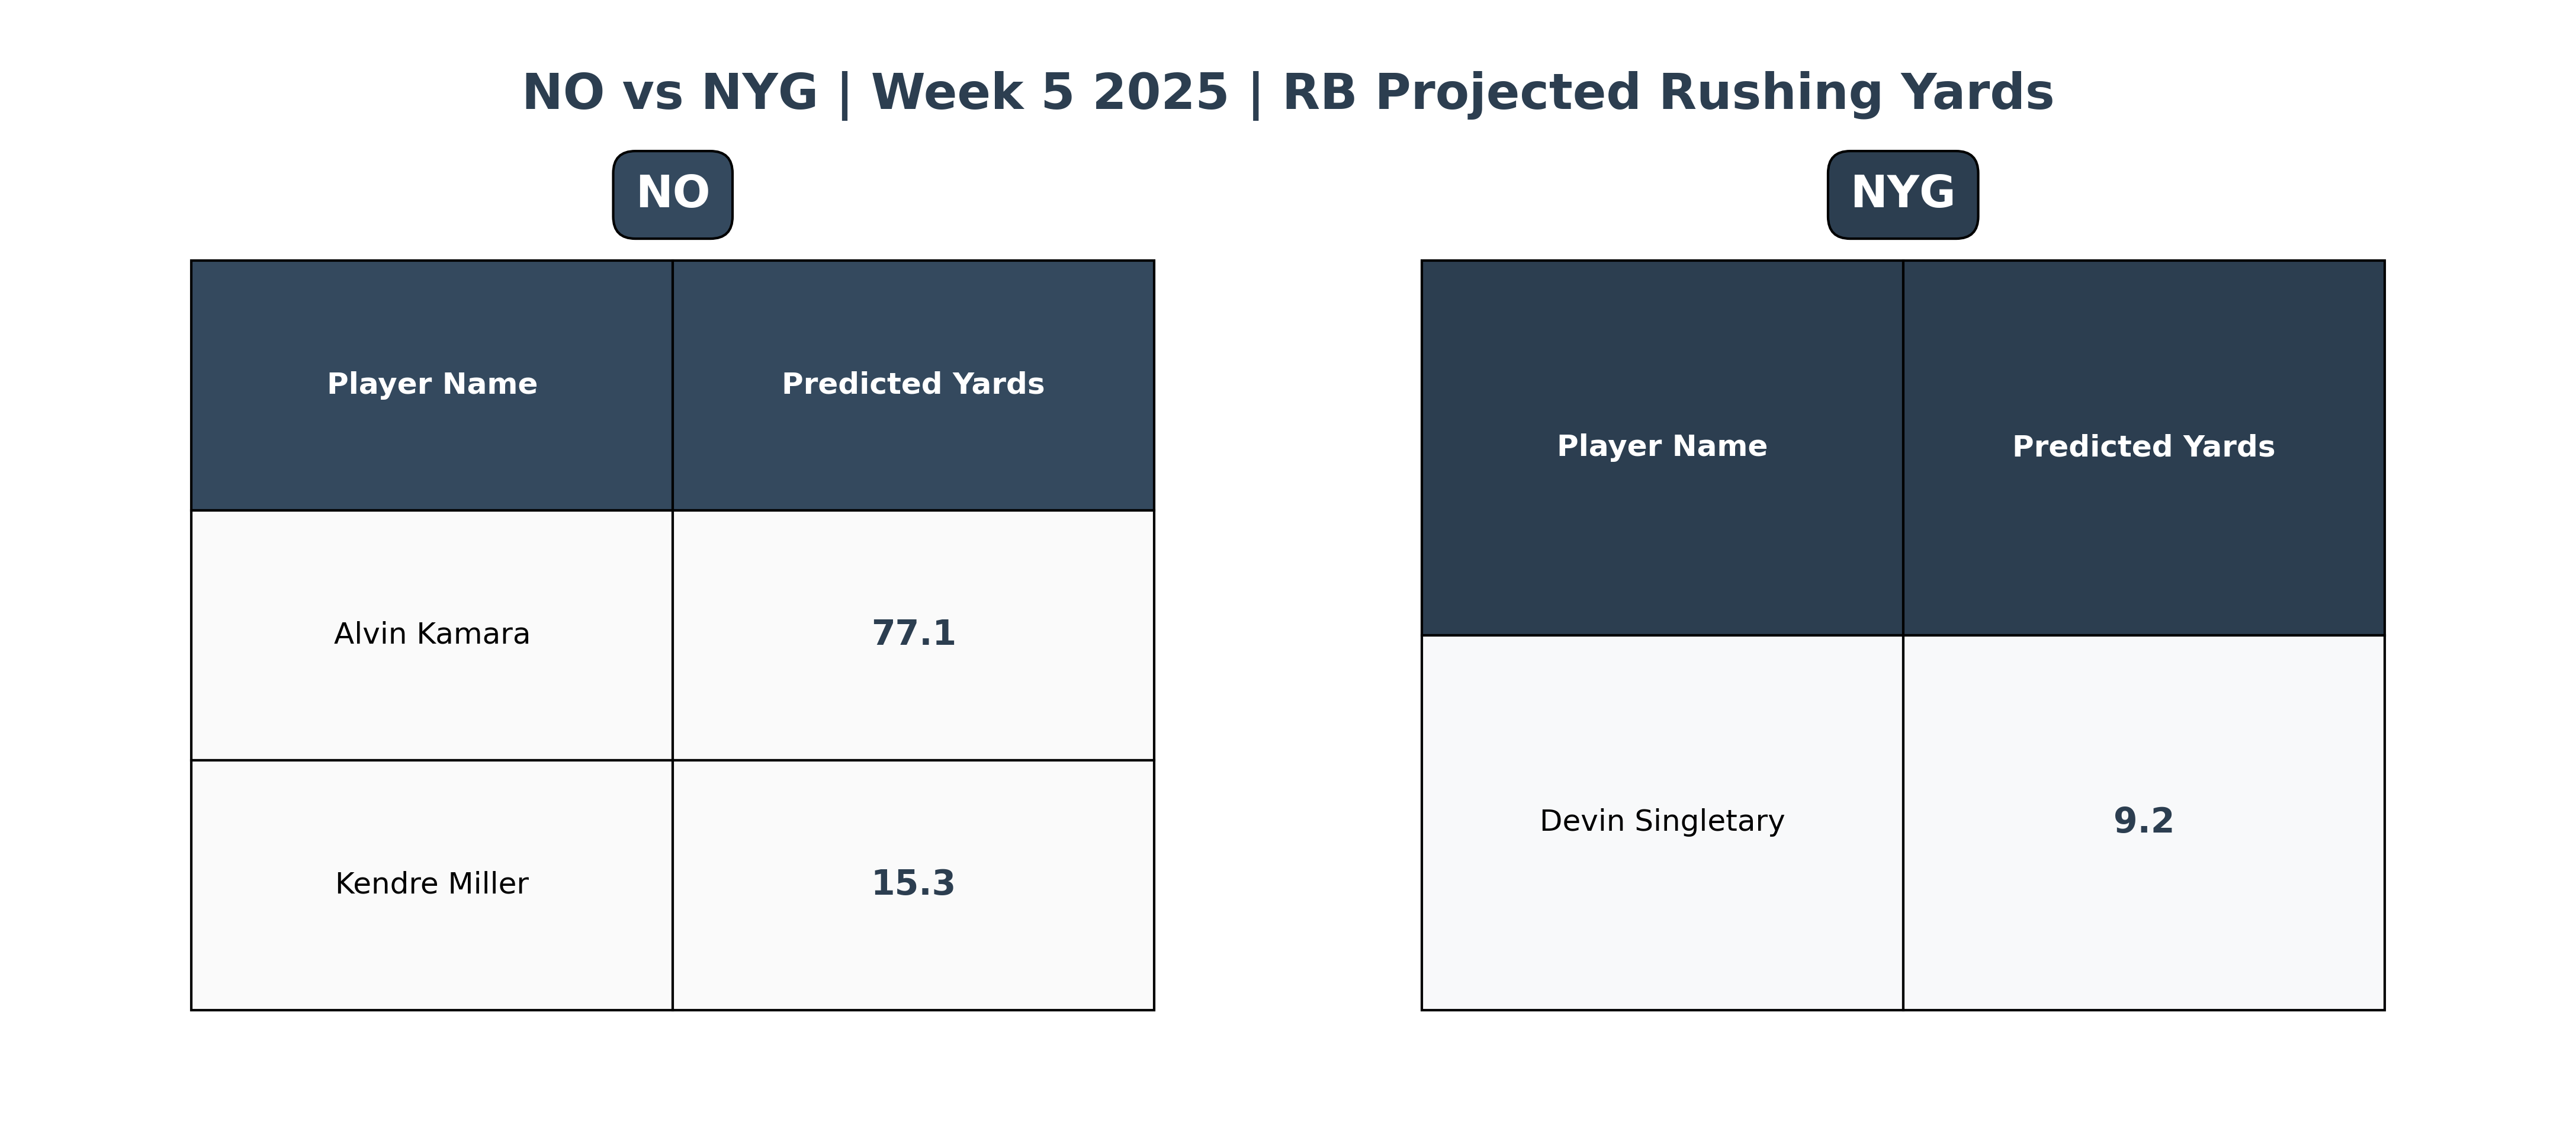 NO vs NYG | Week 5 2025 | RB Projected Rushing Yards
NO
Player Name Predicted Yards
Alvin Kamara 77.1
Kendre Miller 15.3
NYG
Player Name Predicted Yards
Devin Singletary 9.2